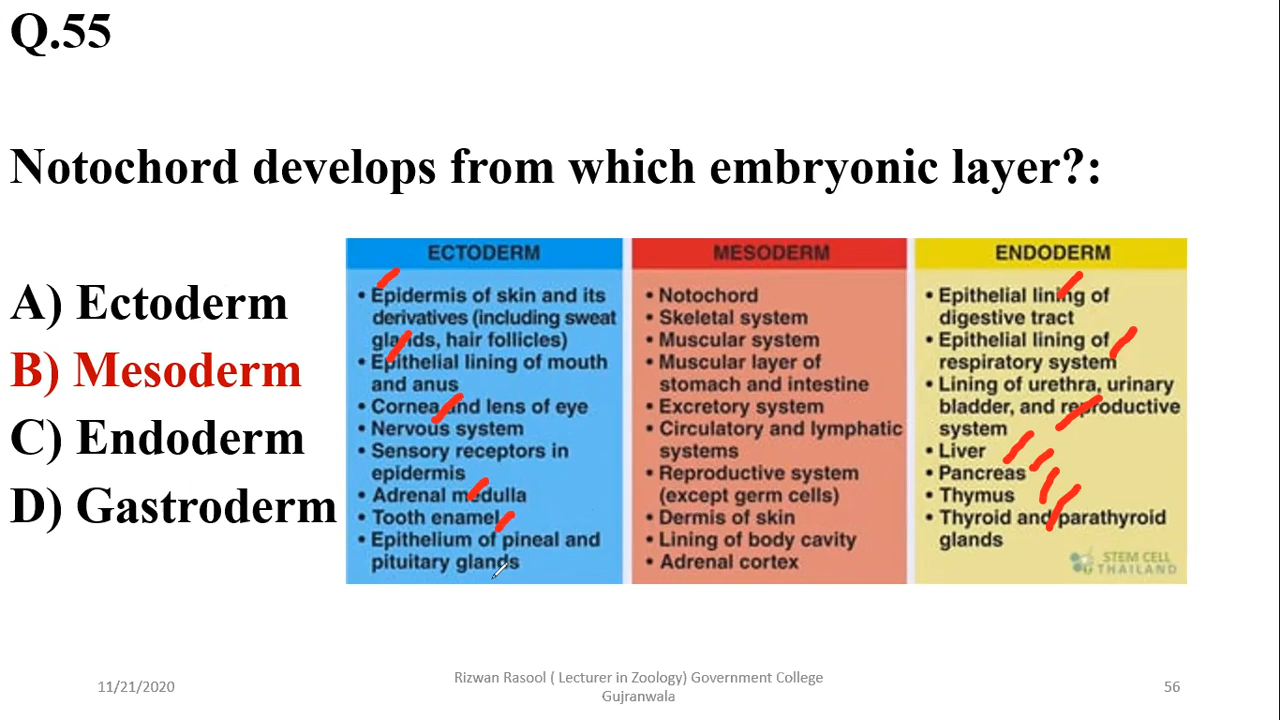 Q.55
Notochord develops from which embryonic layer?:
A) Ectoderm
B) Mesoderm
C) Endoderm
D) Gastroderm
ECTODERM
• Epidermis of skin and its
derivatives (including sweat
glands, hair follicles)
• Epithelial lining of mouth
and anus
• Cornea and lens of eye
• Nervous system
• Sensory receptors in
epidermis
• Adrenal medulla
• Tooth enamel
• Epithelium of pineal and
pituitary glands
MESODERM
• Notochord
• Skeletal system
• Muscular system
• Muscular layer of
stomach and intestine
• Excretory system
• Circulatory and lymphatic
systems
• Reproductive system
(except germ cells)
• Dermis of skin
• Lining of body cavity
• Adrenal cortex
ENDODERM
• Epithelial lining of
digestive tract
• Epithelial lining of
respiratory system
• Lining of urethra, urinary
bladder, and reproductive
system
• Liver
• Pancreas
• Thymus
• Thyroid and parathyroid
glands
STEM CELL
THAILAND
11/21/2020
Rizwan Rasool ( Lecturer in Zoology) Government College
Gujranwala
56